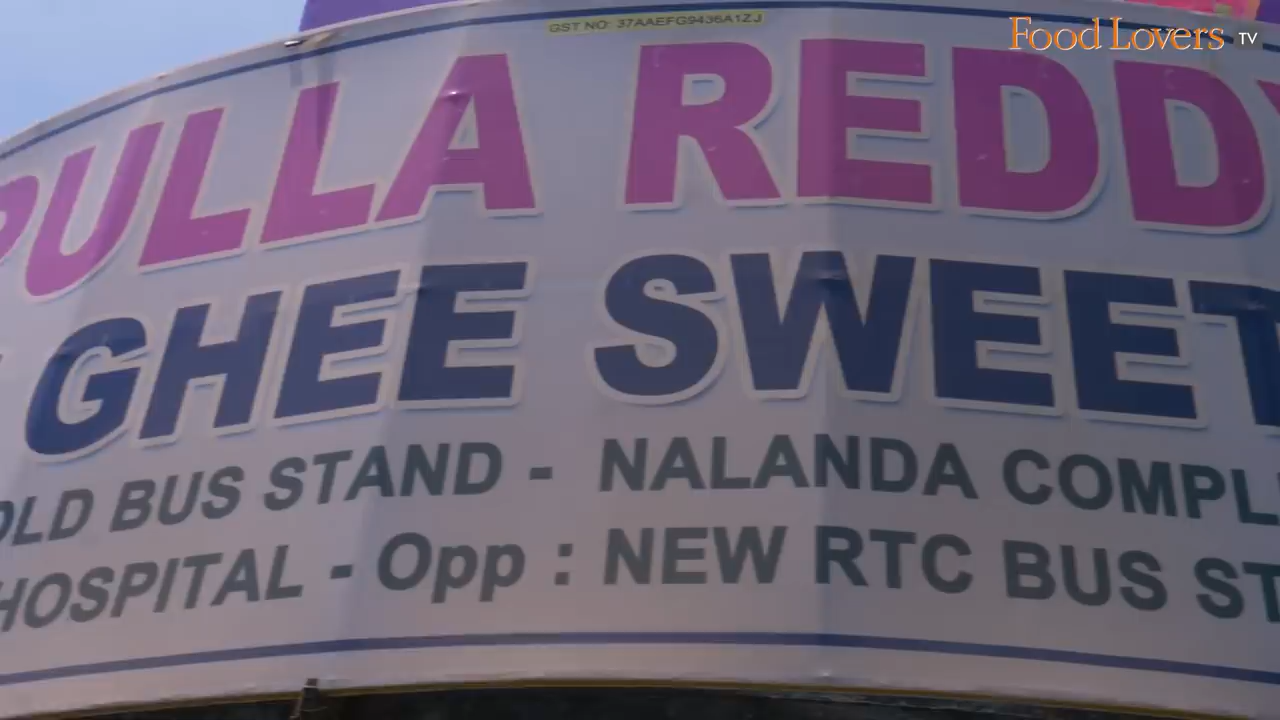 GST NO: 37AAEFG9436A1ZJ
Food Lovers TV
PULLA REDDY
GHEE SWEET
OLD BUS STAND - NALANDA COMPL
HOSPITAL - Opp : NEW RTC BUS ST